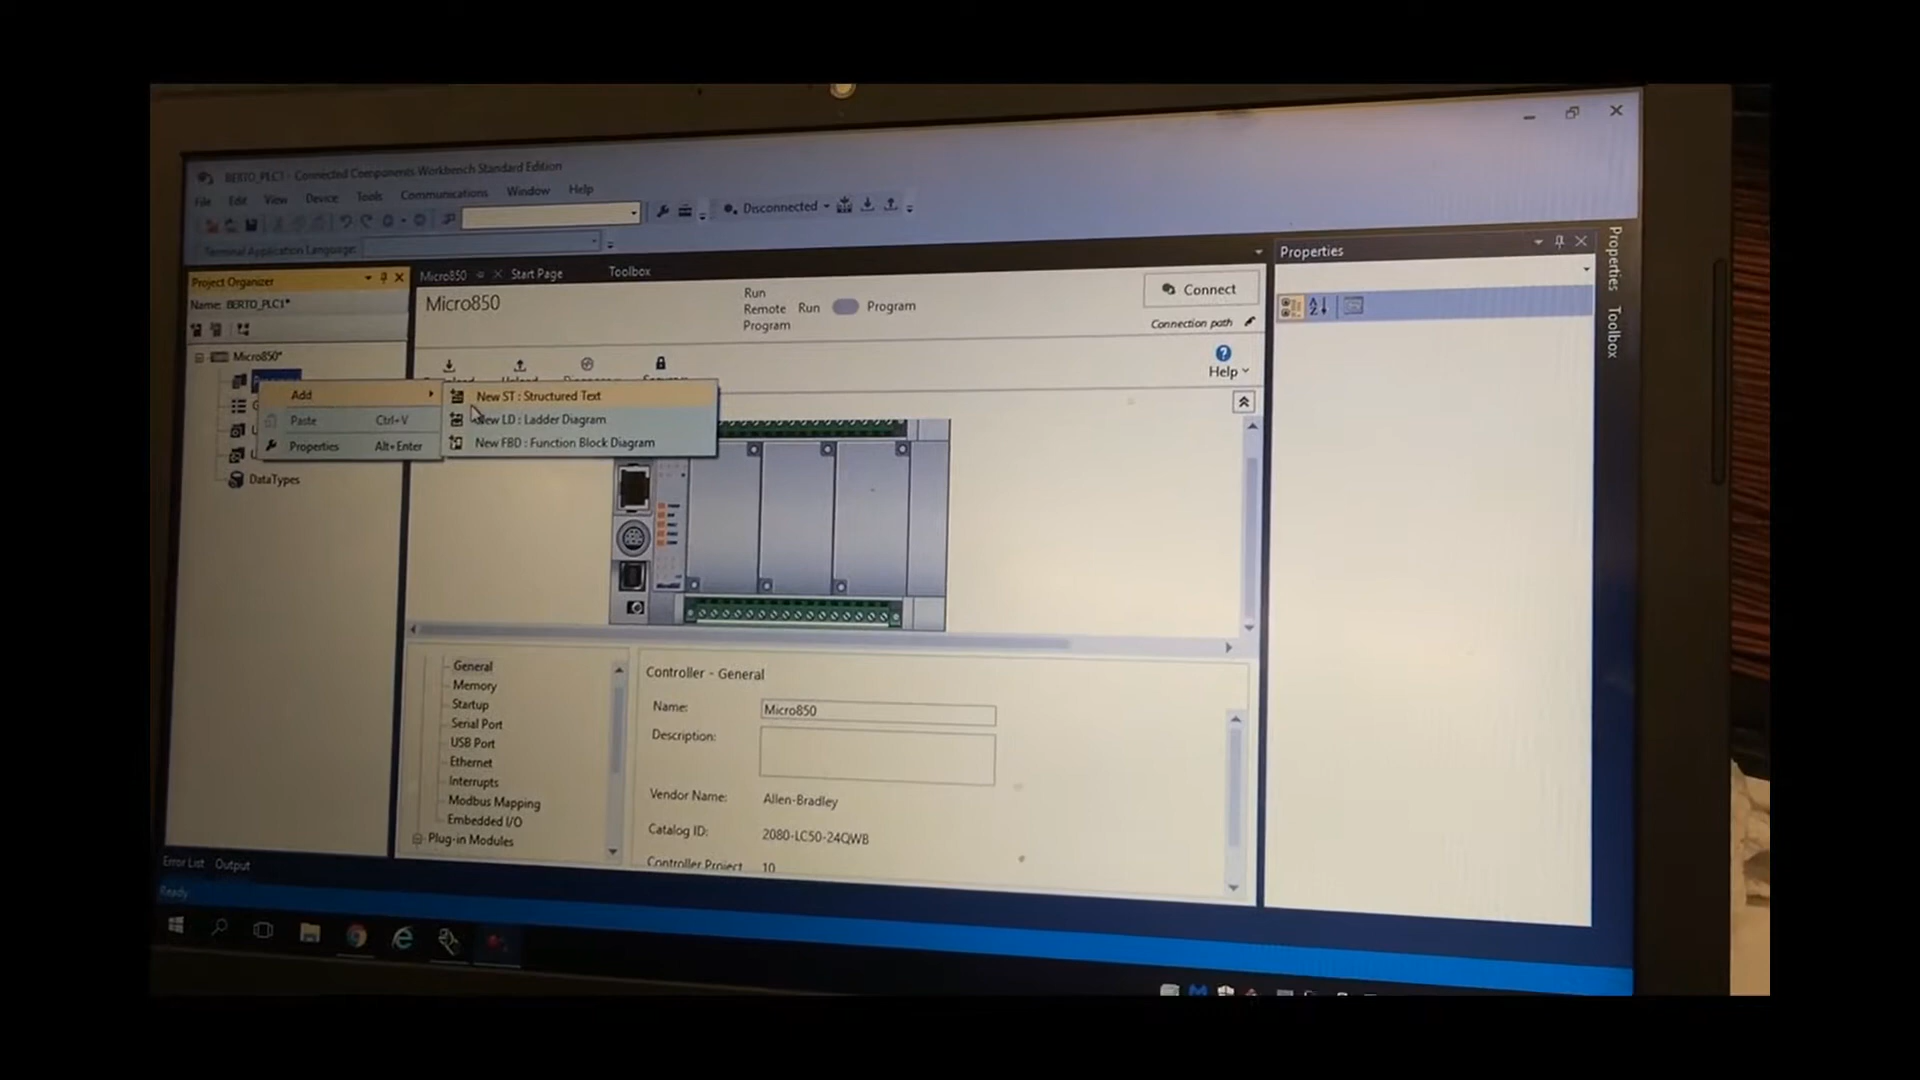 BERTO_PLC1 - Connected Components Workbench Standard Edition
File Edit View Device Tools Communications Window Help
Disconnected
Terminal Application Language:
Project Organizer
Name: BERTO_PLC1*
Micro850*
DataTypes
Add
Paste Ctrl+V
Properties Alt+Enter
New ST : Structured Text
New LD : Ladder Diagram
New FBD : Function Block Diagram
Micro850 Start Page Toolbox
Micro850
Run
Remote Run Program
Program
Connect
Connection path
Help
General
Memory
Startup
Serial Port
USB Port
Ethernet
Interrupts
Modbus Mapping
Embedded I/O
Plug-in Modules
Controller - General
Name: Micro850
Description:
Vendor Name: Allen-Bradley
Catalog ID: 2080-LC50-24QWB
Controller Project 10
Properties
Properties
Toolbox
Error List Output
Ready